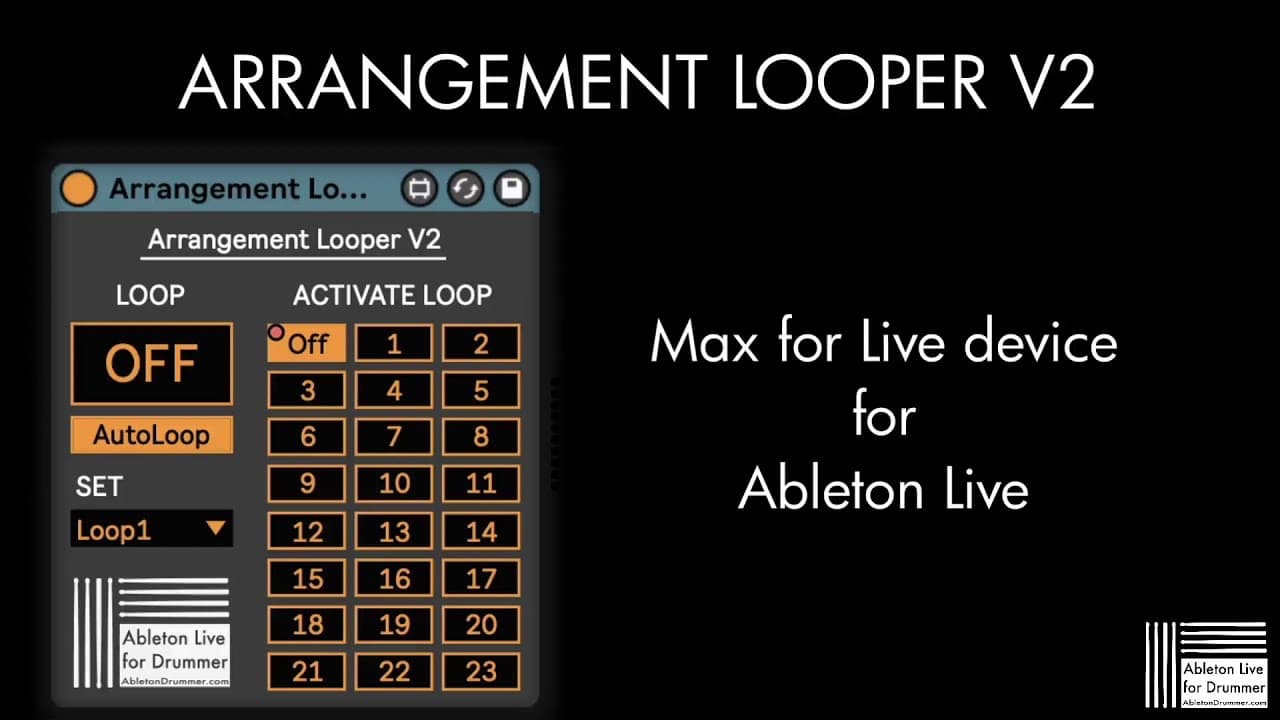 ARRANGEMENT LOOPER V2
Arrangement Lo...
Arrangement Looper V2
LOOP
OFF
AutoLoop
SET
Loop1
Ableton Live
for Drummer
AbletonDrummer.com
ACTIVATE LOOP
Off 1 2
3 4 5
6 7 8
9 10 11
12 13 14
15 16 17
18 19 20
21 22 23
Max for Live device
for
Ableton Live
Ableton Live
for Drummer
AbletonDrummer.com